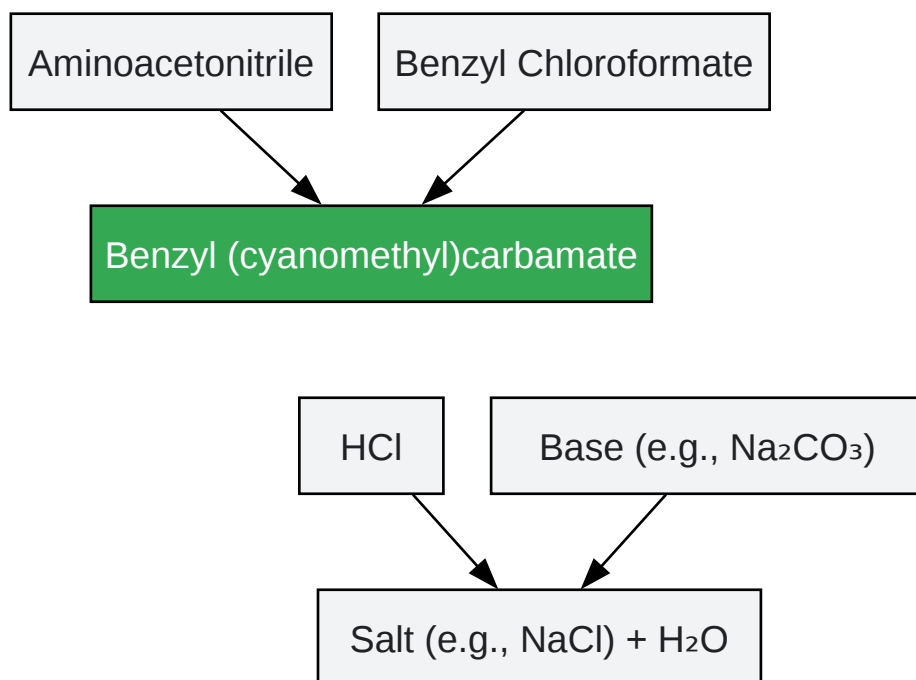 Aminoacetonitrile
Benzyl Chloroformate
Benzyl (cyanomethyl)carbamate
HCl
Base (e.g., Na₂CO₃)
Salt (e.g., NaCl) + H₂O